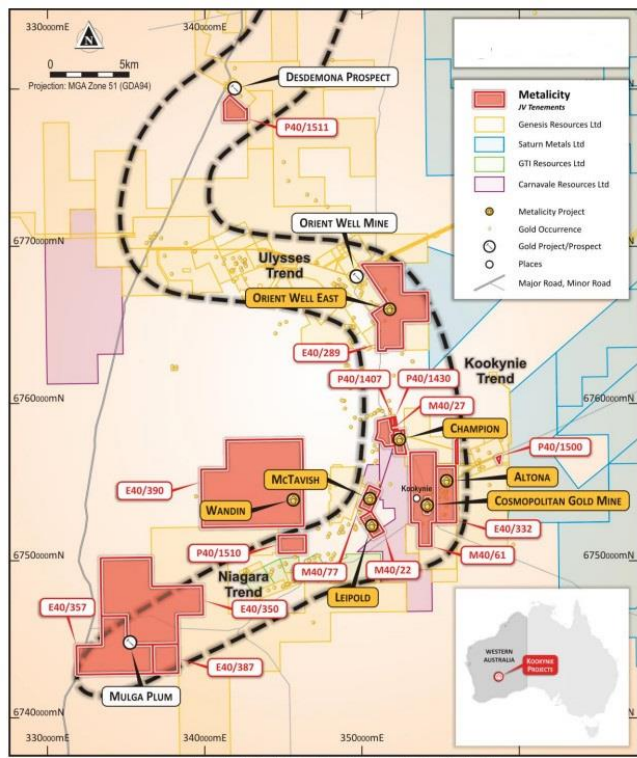 330000mE
340000mE
N
0 5km
Projection: MGA Zone 51 (GDA94)
DESDEMONA PROSPECT
P40/1511
Metalicity
JV Tenements
Genesis Resources Ltd
Saturn Metals Ltd
GTI Resources Ltd
Carnavale Resources Ltd
Metalicity Project
Gold Occurrence
Gold Project/Prospect
Places
Major Road, Minor Road
6770000mN
ORIENT WELL MINE
Ulysses
Trend
ORIENT WELL EAST
E40/289
Kookynie
Trend
P40/1407
P40/1430
M40/27
6760000mN
6760000mN
CHAMPION
P40/1500
E40/390
MCTAVISH
Kookynie
ALTONA
WANDIN
COSMOPOLITAN GOLD MINE
P40/1510
E40/332
6750000mN
6750000mN
M40/77
M40/22
M40/61
Niagara
Trend
LEIPOLD
E40/357
E40/350
E40/387
MULGA PLUM
WESTERN
AUSTRALIA
KOOKYNIE
PROJECTS
6740000mN
330000mE
340000mE
350000mE